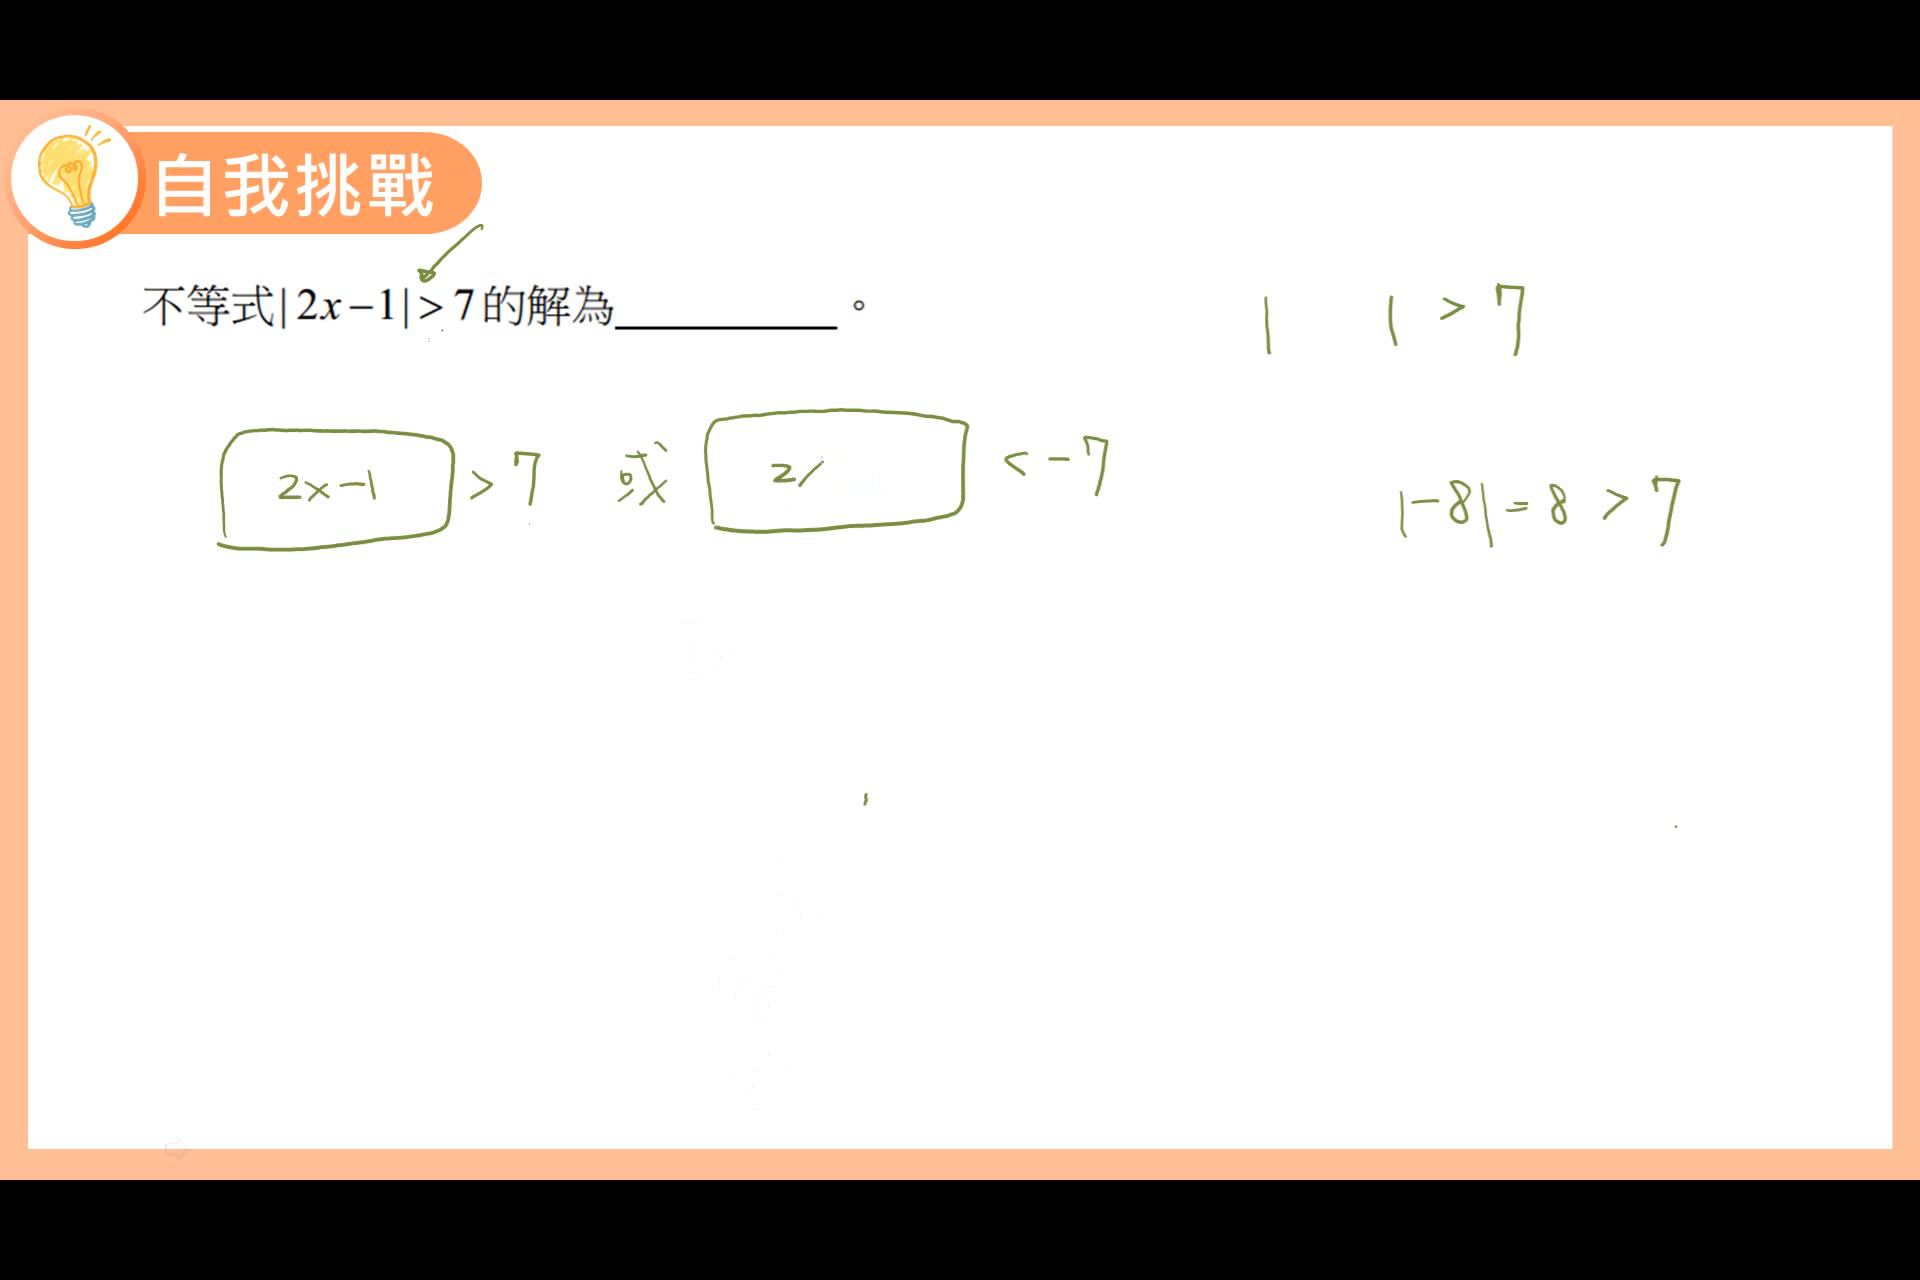 自我挑戰
不等式|2x−1|>7的解為__________。
| | > 7
2x-1 > 7 或 2 < -7
|-8| = 8 > 7